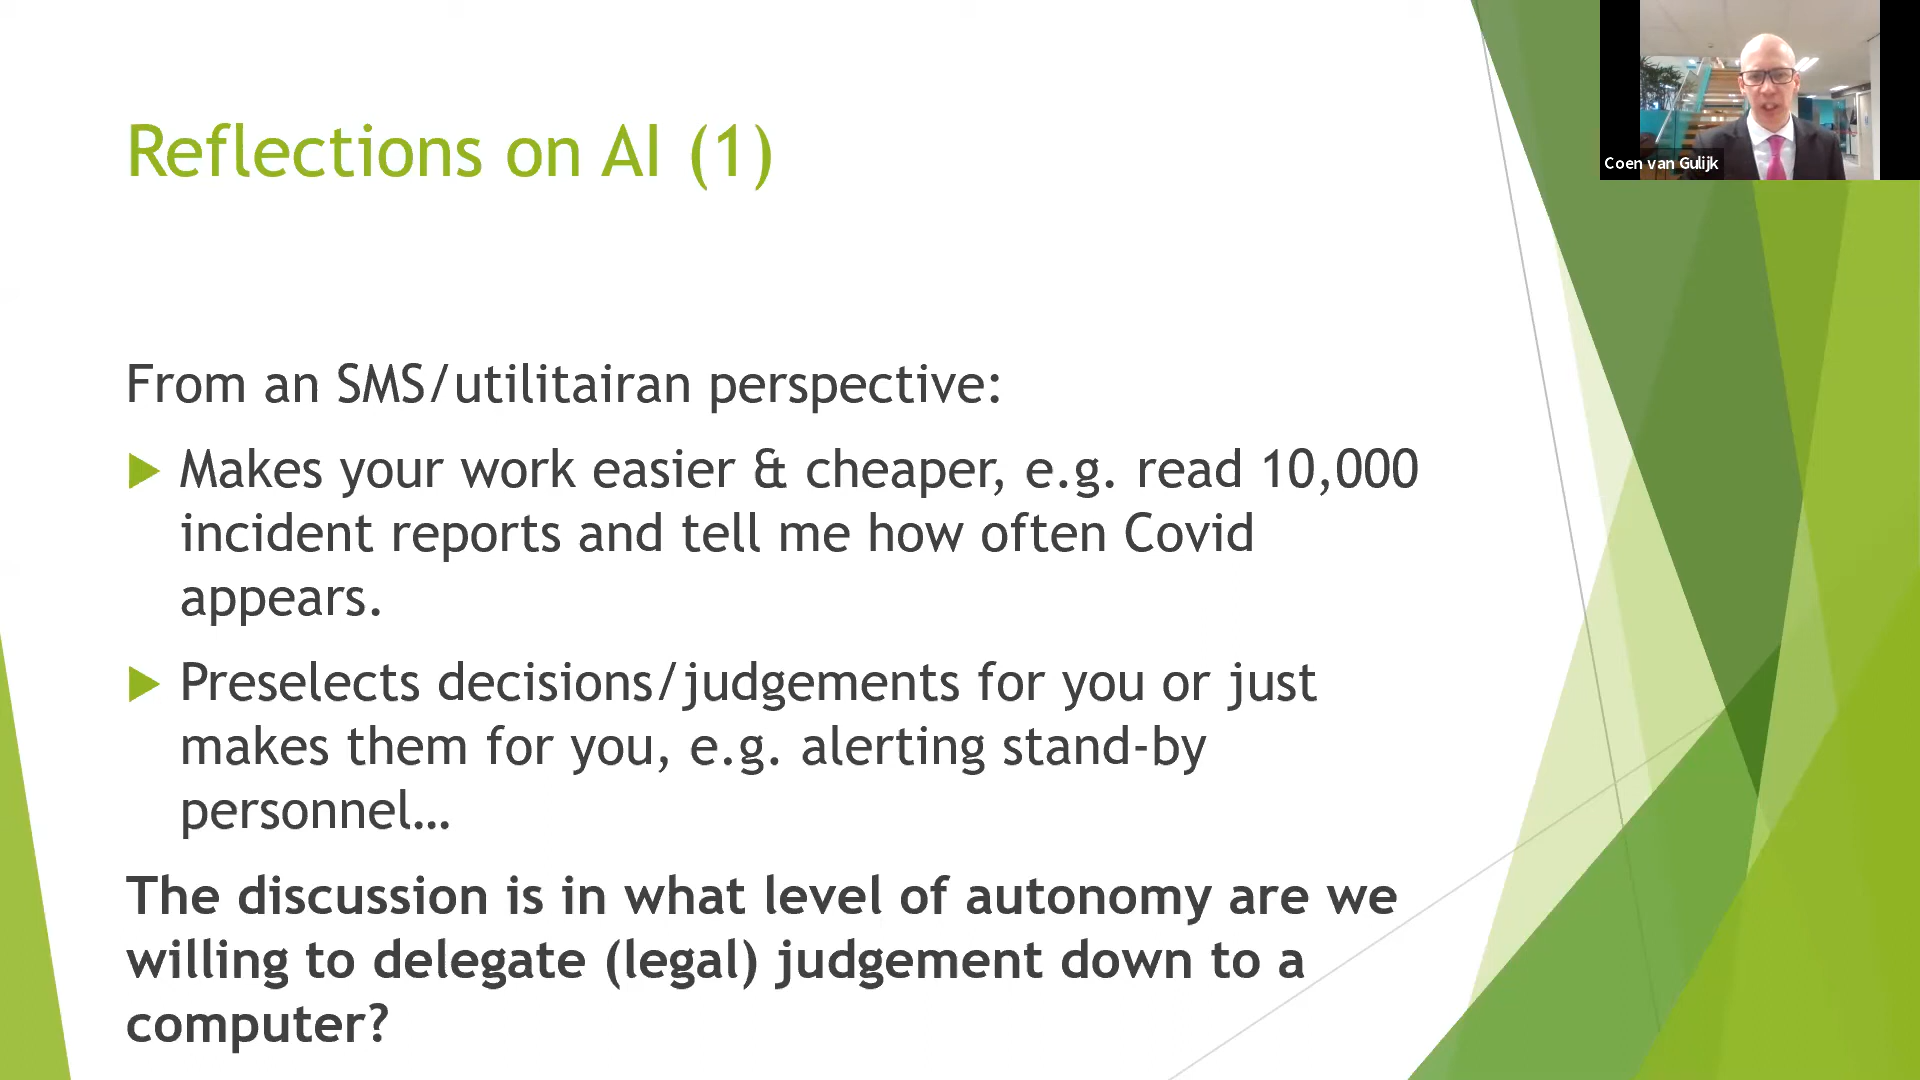 Reflections on AI (1)
Coen van Gulijk
From an SMS/utilitairan perspective:
Makes your work easier & cheaper, e.g. read 10,000
incident reports and tell me how often Covid
appears.
Preselects decisions/judgements for you or just
makes them for you, e.g. alerting stand-by
personnel…
The discussion is in what level of autonomy are we
willing to delegate (legal) judgement down to a
computer?